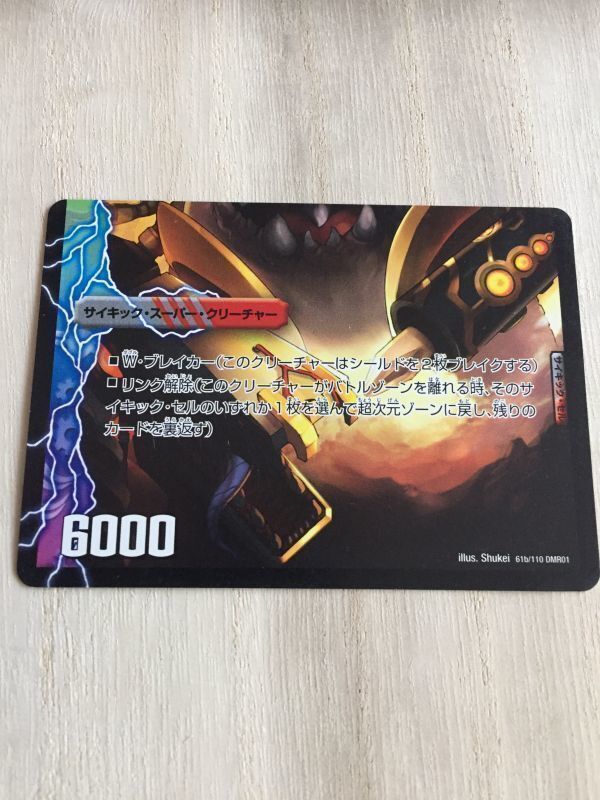 サイキック・スーパー・クリーチャー
■W・ブレイカー(このクリーチャーはシールドを2枚ブレイクする)
■リンク解除(このクリーチャーがバトルゾーンを離れる時、そのサ
イキック・セルのいずれか1枚を選んで超次元ゾーンに戻し、残りの
カードを裏返す)
サイキック・セル
6000
illus. Shukei 61b/110 DMR01